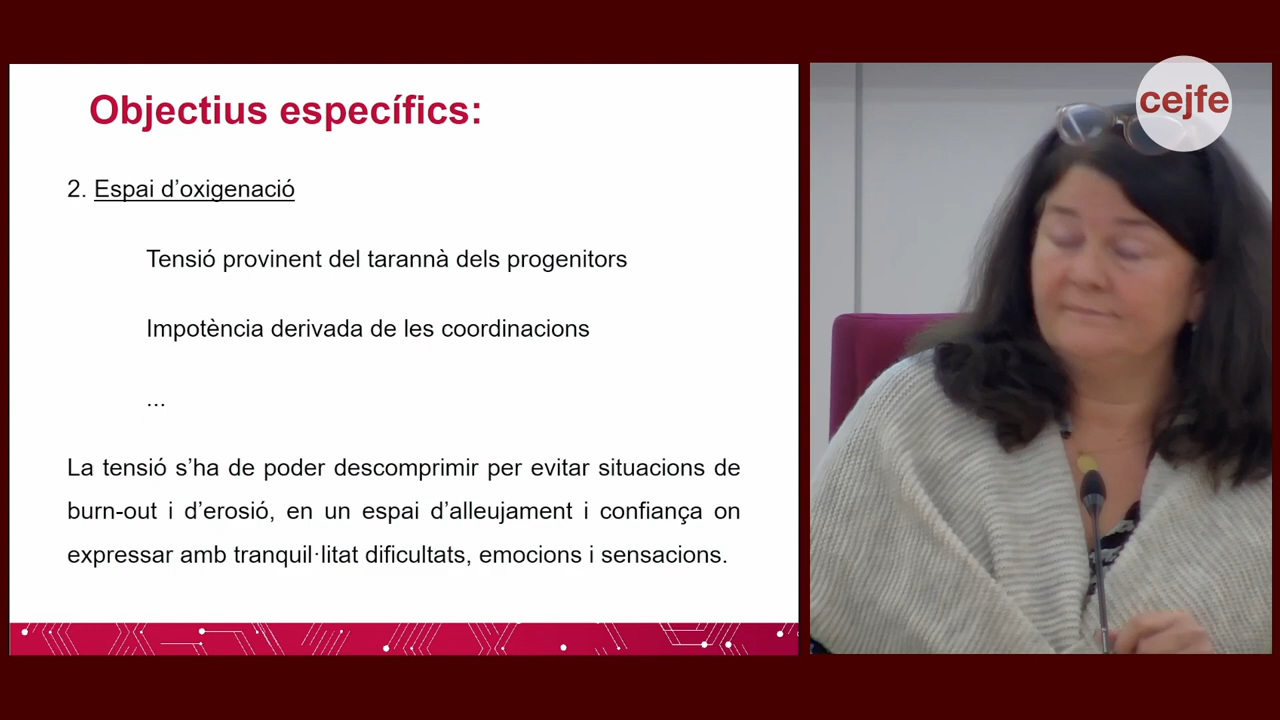 Objectius específics:
2. Espai d’oxigenació
Tensió provinent del tarannà dels progenitors
Impotència derivada de les coordinacions
...
La tensió s’ha de poder descomprimir per evitar situacions de
burn-out i d’erosió, en un espai d’alleujament i confiança on
expressar amb tranquil·litat dificultats, emocions i sensacions.
cejfe